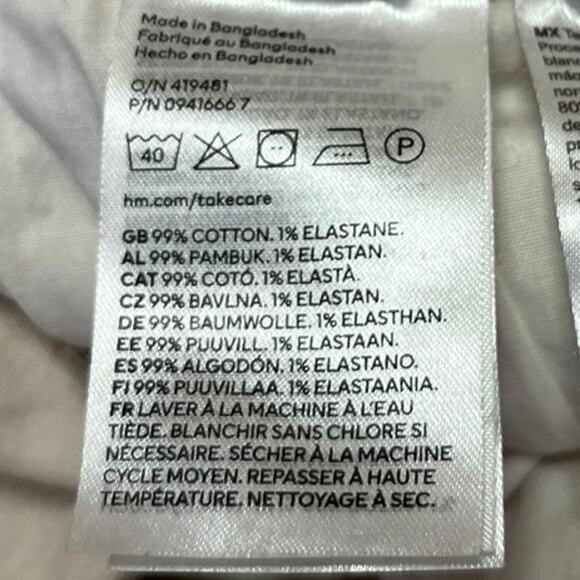 Made in Bangladesh
Fabriqué au Bangladesh
Hecho en Bangladesh
O/N 419481
P/N 0941666 7
40
P
hm.com/takecare
GB 99% COTTON. 1% ELASTANE.
AL 99% PAMBUK. 1% ELASTAN.
CAT 99% COTÓ. 1% ELASTÀ.
CZ 99% BAVLNA. 1% ELASTAN.
DE 99% BAUMWOLLE. 1% ELASTHAN.
EE 99% PUUVILL. 1% ELASTAAN.
ES 99% ALGODÓN. 1% ELASTANO.
FI 99% PUUVILLAA. 1% ELASTAANIA.
FR LAVER À LA MACHINE À L'EAU
TIÈDE. BLANCHIR SANS CHLORE SI
NÉCESSAIRE. SÉCHER À LA MACHINE
CYCLE MOYEN. REPASSER À HAUTE
TEMPÉRATURE. NETTOYAGE À SEC.
MX